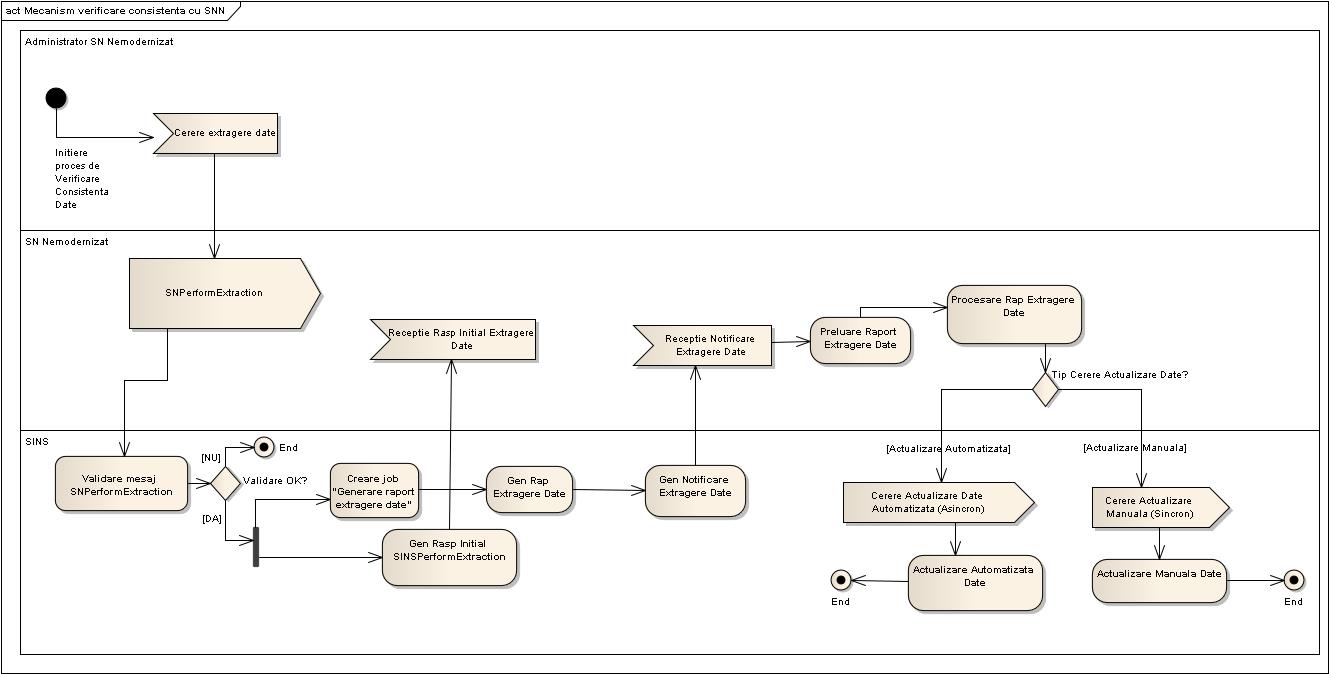 act Mecanism verificare consistenta cu SNN
Administrator SN Nemodernizat
Cerere extragere date
Initiere
proces de
Verificare
Consistenta
Date
SN Nemodernizat
SNPerformExtraction
Receptie Rasp Initial Extragere
Date
Receptie Notificare
Extragere Date
Preluare Raport
Extragere Date
Procesare Rap Extragere
Date
Tip Cerere Actualizare Date?
SINS
Validare mesaj
SNPerformExtraction
[NU]
End
Validare OK?
[DA]
Creare job
"Generare raport
extragere date"
Gen Rasp Initial
SINSPerformExtraction
Gen Rap
Extragere Date
Gen Notificare
Extragere Date
[Actualizare Automatizata]
[Actualizare Manuala]
Cerere Actualizare Date
Automatizata (Asincron)
Cerere Actualizare
Manuala (Sincron)
Actualizare Automatizata
Date
End
Actualizare Manuala Date
End